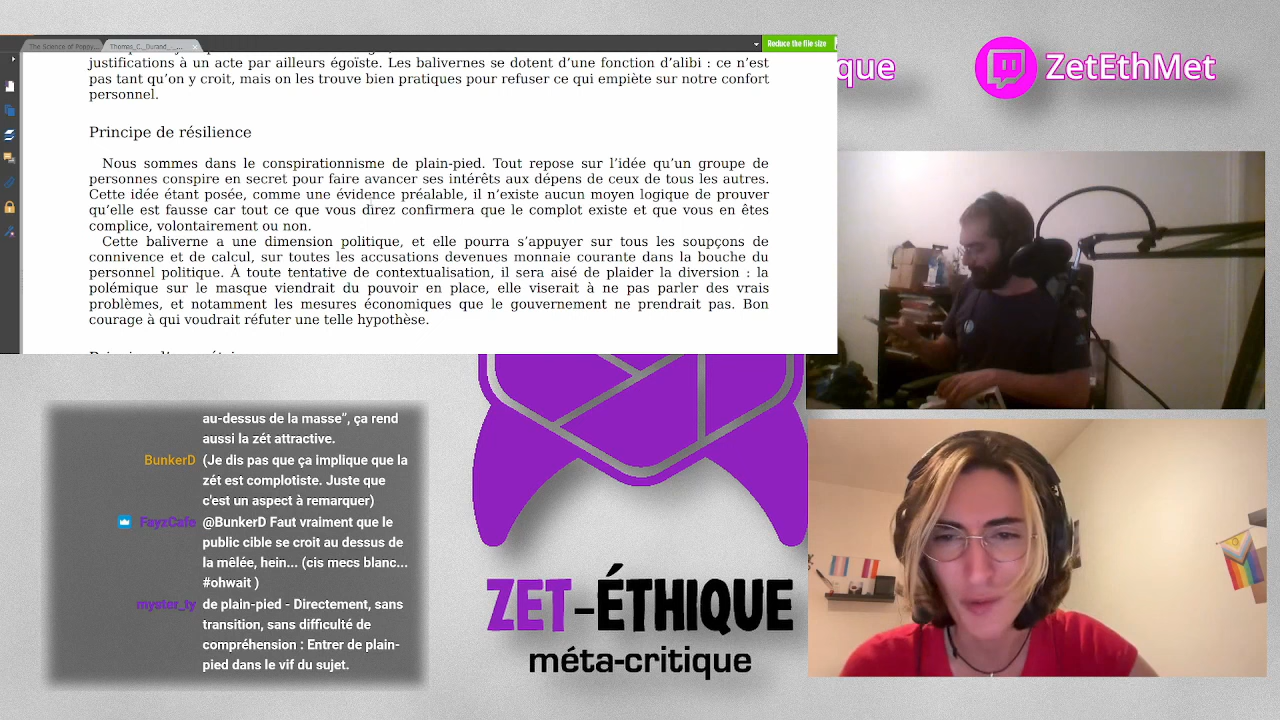 The Science of Poppy...
Thomas_C._Durand_-_...
Reduce the file size
justifications à un acte par ailleurs égoïste. Les balivernes se dotent d'une fonction d'alibi : ce n'est
pas tant qu'on y croit, mais on les trouve bien pratiques pour refuser ce qui empiète sur notre confort
personnel.
Principe de résilience
Nous sommes dans le conspirationnisme de plain-pied. Tout repose sur l'idée qu'un groupe de
personnes conspire en secret pour faire avancer ses intérêts aux dépens de ceux de tous les autres.
Cette idée étant posée, comme une évidence préalable, il n'existe aucun moyen logique de prouver
qu'elle est fausse car tout ce que vous direz confirmera que le complot existe et que vous en êtes
complice, volontairement ou non.
Cette baliverne a une dimension politique, et elle pourra s'appuyer sur tous les soupçons de
connivence et de calcul, sur toutes les accusations devenues monnaie courante dans la bouche du
personnel politique. À toute tentative de contextualisation, il sera aisé de plaider la diversion : la
polémique sur le masque viendrait du pouvoir en place, elle viserait à ne pas parler des vrais
problèmes, et notamment les mesures économiques que le gouvernement ne prendrait pas. Bon
courage à qui voudrait réfuter une telle hypothèse.
que
ZetEthMet
au-dessus de la masse", ça rend
aussi la zét attractive.
BunkerD (Je dis pas que ça implique que la
zét est complotiste. Juste que
c'est un aspect à remarquer)
FayzCafe @BunkerD Faut vraiment que le
public cible se croit au dessus de
la mêlée, hein... (cis mecs blanc...
#ohwait )
myster_ty de plain-pied - Directement, sans
transition, sans difficulté de
compréhension : Entrer de plain-
pied dans le vif du sujet.
ZET-ÉTHIQUE
méta-critique